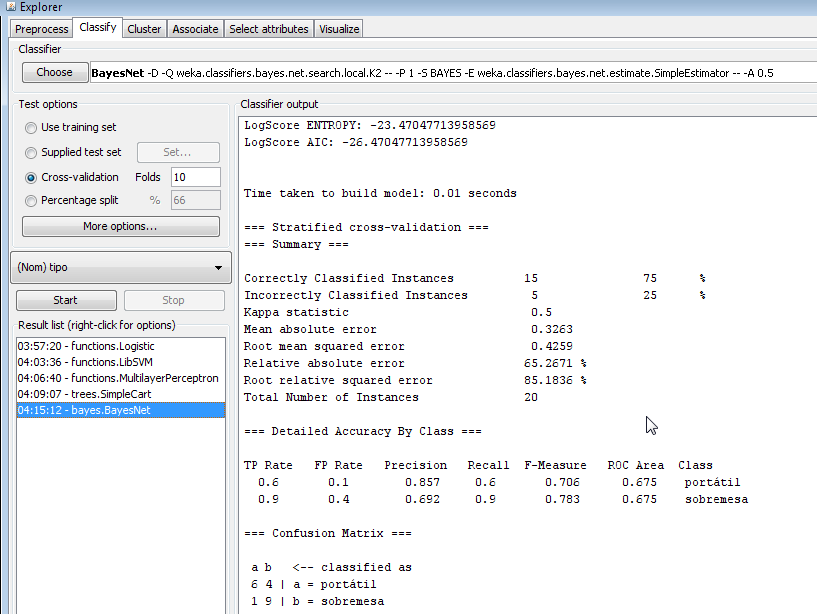 Explorer
Preprocess Classify Cluster Associate Select attributes Visualize
Classifier
Choose BayesNet -D -Q weka.classifiers.bayes.net.search.local.K2 -- -P 1 -S BAYES -E weka.classifiers.bayes.net.estimate.SimpleEstimator -- -A 0.5
Test options
Use training set
Supplied test set Set...
Cross-validation Folds 10
Percentage split % 66
More options...
(Nom) tipo
Start Stop
Result list (right-click for options)
03:57:20 - functions.Logistic
04:03:36 - functions.LibSVM
04:06:40 - functions.MultilayerPerceptron
04:09:07 - trees.SimpleCart
04:15:12 - bayes.BayesNet
Classifier output
LogScore ENTROPY: -23.47047713958569
LogScore AIC: -26.47047713958569
Time taken to build model: 0.01 seconds
=== Stratified cross-validation ===
=== Summary ===
Correctly Classified Instances 15 75 %
Incorrectly Classified Instances 5 25 %
Kappa statistic 0.5
Mean absolute error 0.3263
Root mean squared error 0.4259
Relative absolute error 65.2671 %
Root relative squared error 85.1836 %
Total Number of Instances 20
=== Detailed Accuracy By Class ===
TP Rate FP Rate Precision Recall F-Measure ROC Area Class
0.6 0.1 0.857 0.6 0.706 0.675 portátil
0.9 0.4 0.692 0.9 0.783 0.675 sobremesa
=== Confusion Matrix ===
a b <-- classified as
6 4 | a = portátil
1 9 | b = sobremesa